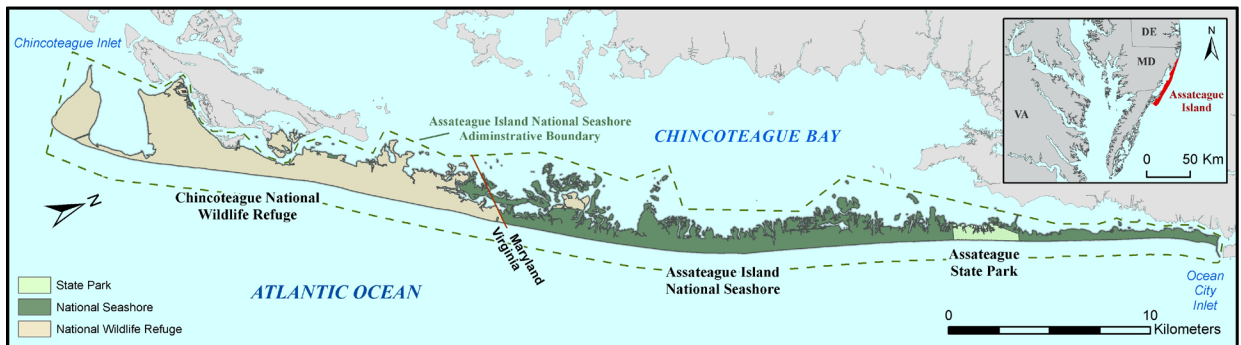 Chincoteague Inlet
Assateague Island National Seashore
Adiminstrative Boundary
CHINCOTEAGUE BAY
Chincoteague National
Wildlife Refuge
N
Virginia
Maryland
Assateague Island
National Seashore
Assateague
State Park
Ocean
City
Inlet
ATLANTIC OCEAN
State Park
National Seashore
National Wildlife Refuge
0 10
Kilometers
DE
N
MD
VA
Assateague
Island
0 50 Km